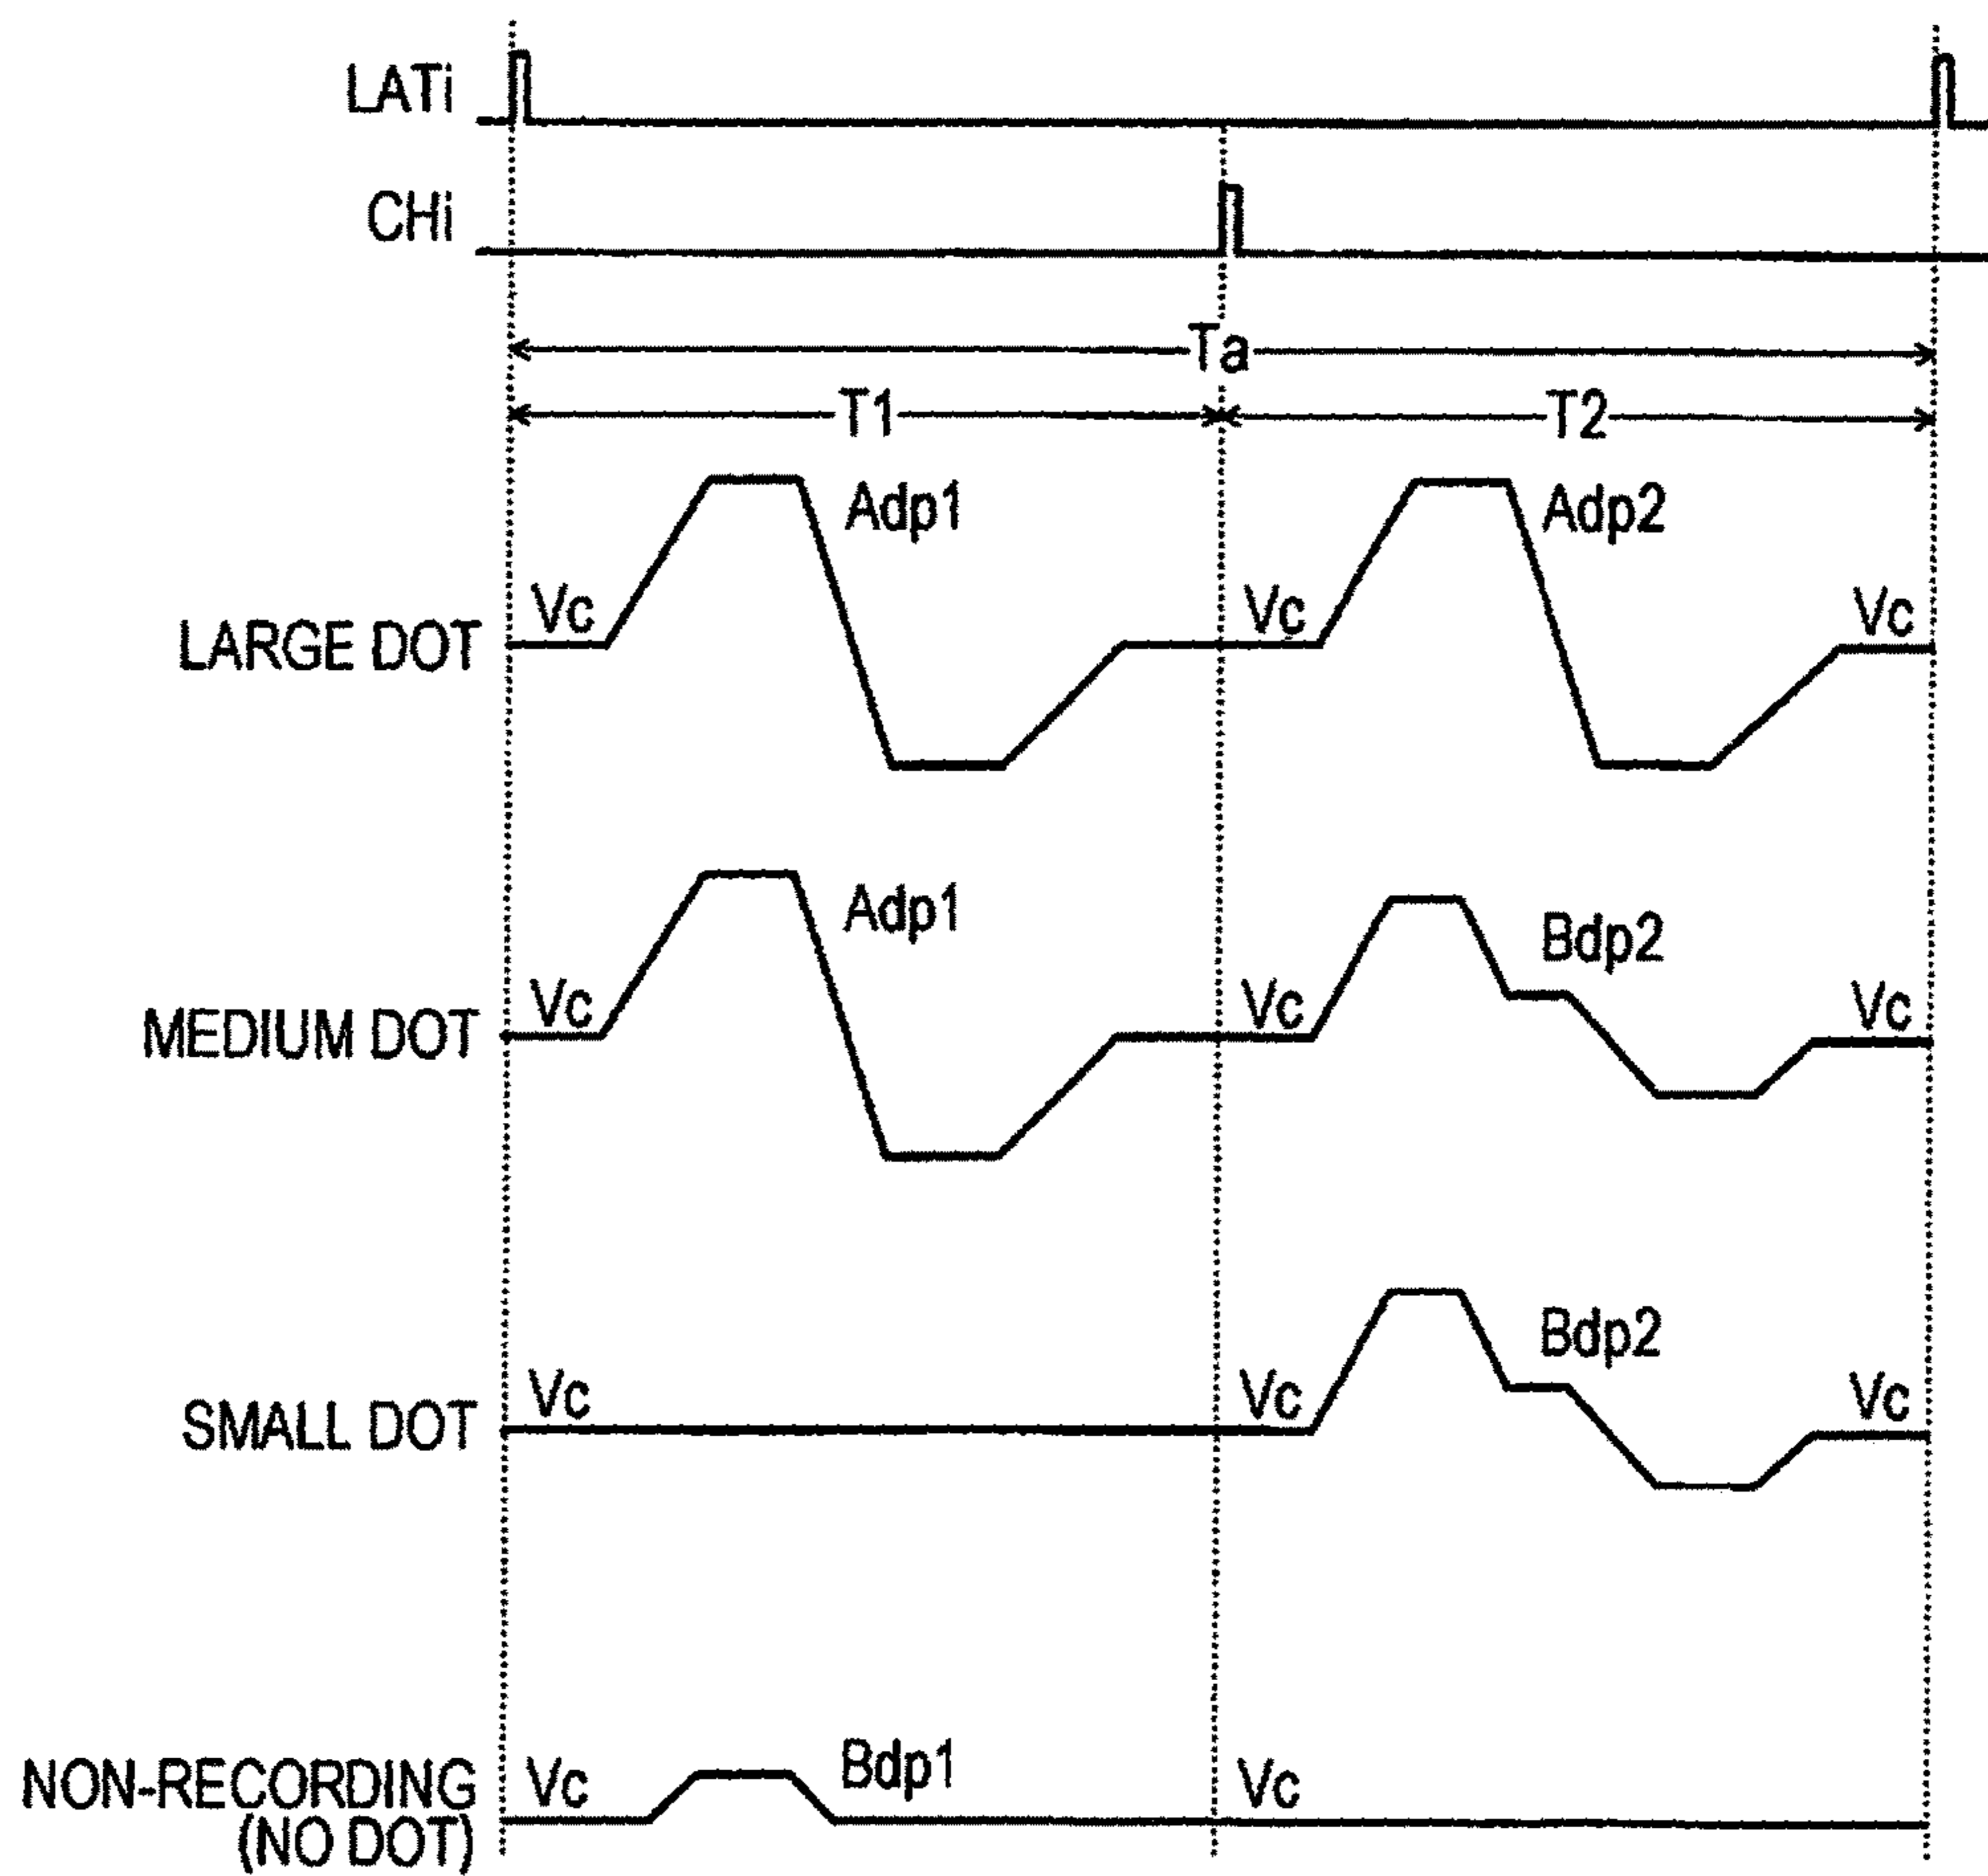 LATi
CHi
Ta
T1 T2
Adp1 Adp2
Vc Vc Vc
LARGE DOT
Adp1 Bdp2
Vc Vc Vc
MEDIUM DOT
Bdp2
Vc Vc Vc
SMALL DOT
Bdp1
Vc Vc
NON-RECORDING
(NO DOT)